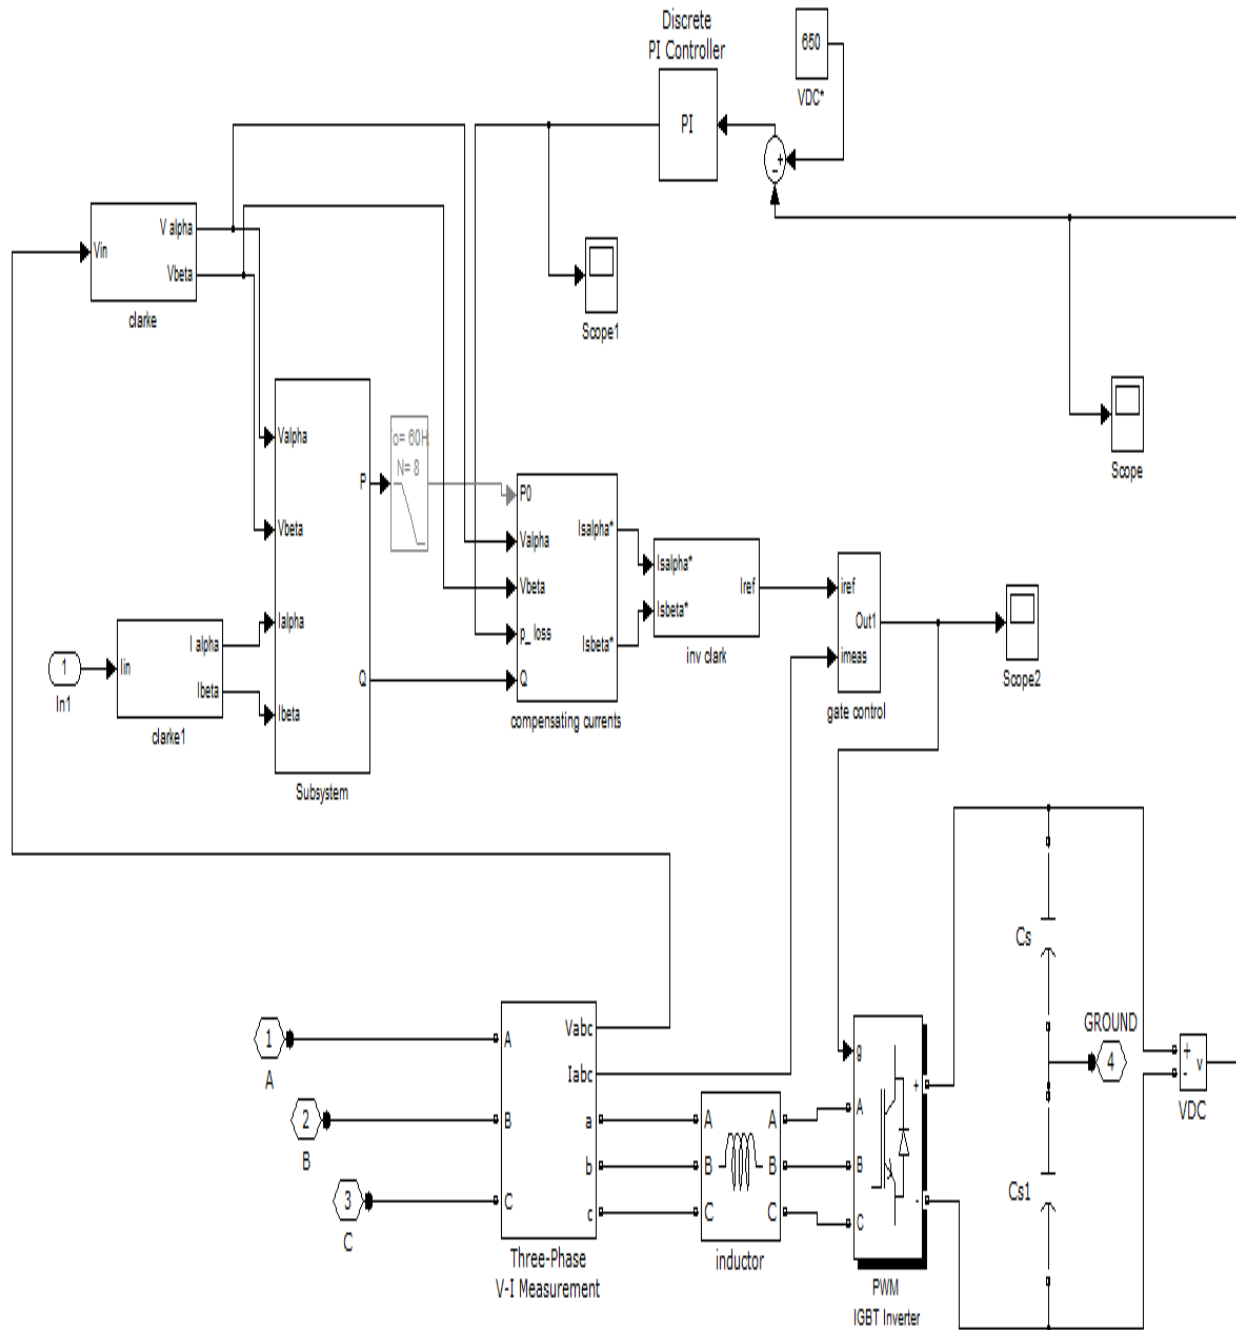 Discrete
PI Controller
650
VDC*
PI
+
-
V alpha
Vin
Vbeta
clarke
Scope1
Scope
Valpha
fo= 60H
N= 8
P
P0
Isalpha*
Vbeta
Valpha
Isalpha*
Iref
iref
Vbeta
Isbeta*
Out1
Ialpha
p_loss
I alpha
Isbeta*
imeas
1
Iin
inv clark
Scope2
In1
Ibeta
Q
Q
gate control
clarke1
Ibeta
compensating currents
Subsystem
Cs
GROUND
4
+
-
v
VDC
1
A
A
Vabc
Iabc
g
+
2
B
B
a
A
A
A
b
B
B
B
3
C
C
c
C
C
C
-
Cs1
Three-Phase
V-I Measurement
inductor
PWM
IGBT Inverter